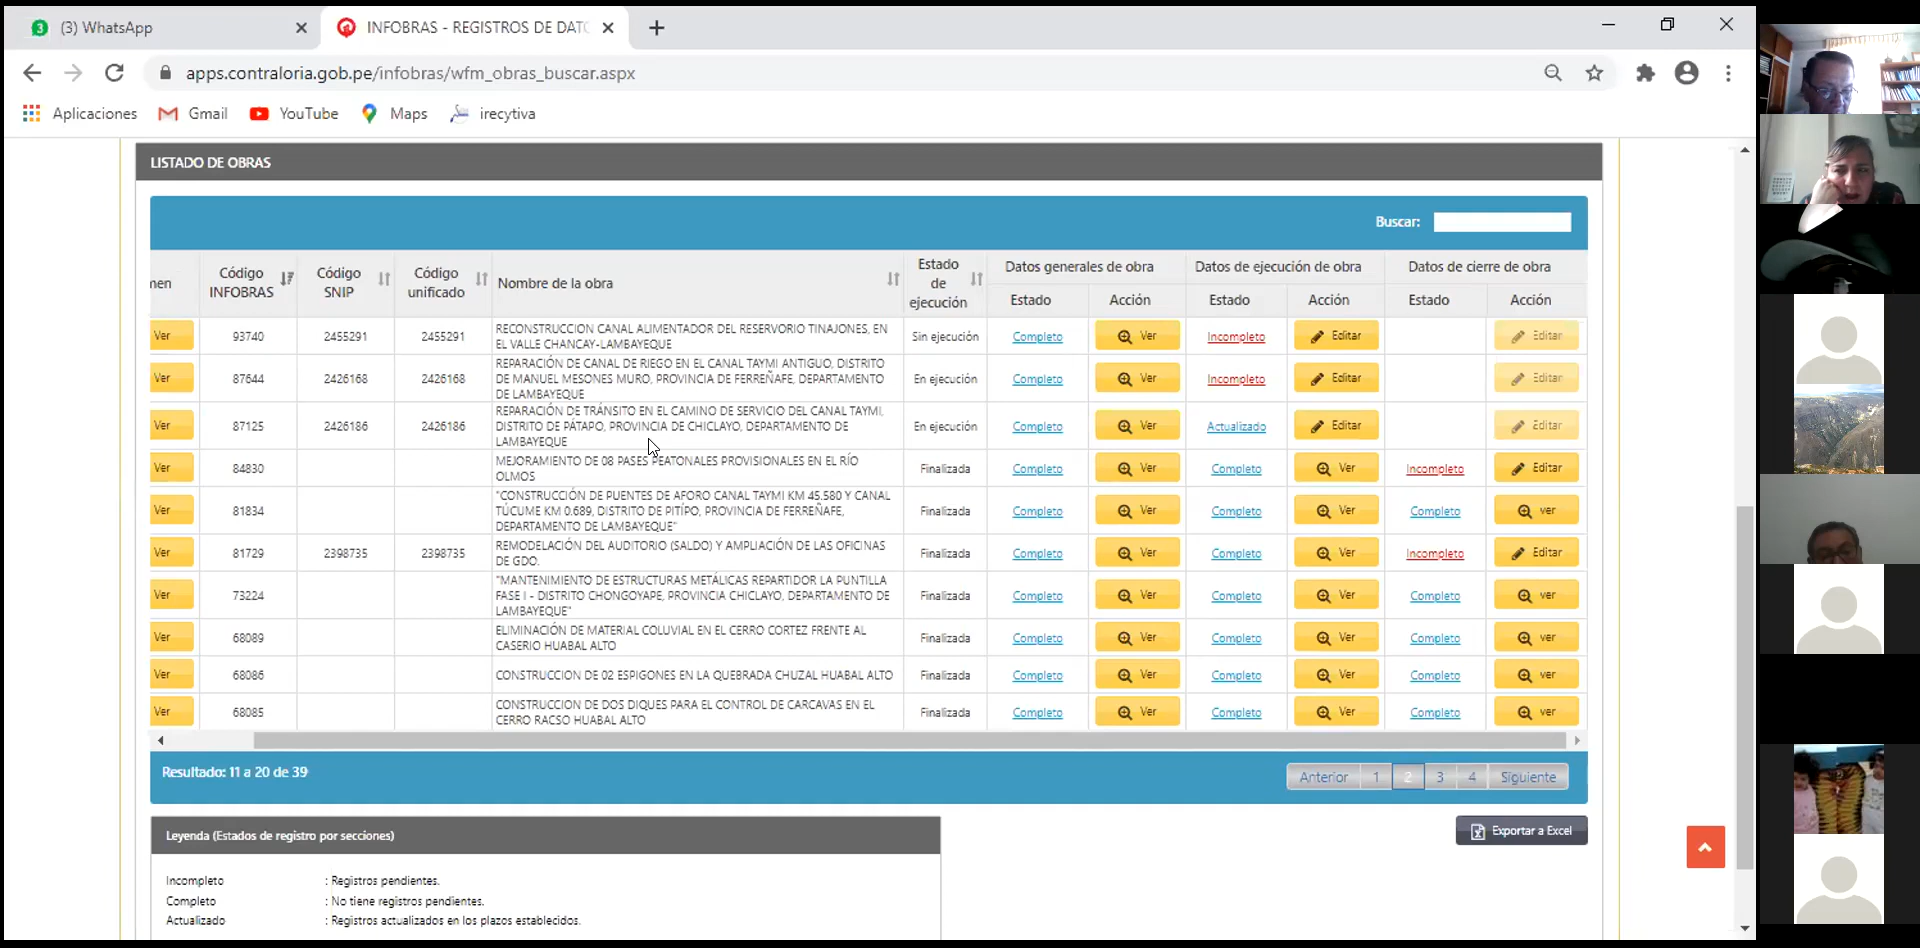 (3) WhatsApp
INFOBRAS - REGISTROS DE DATO
apps.contraloria.gob.pe/infobras/wfm_obras_buscar.aspx
Aplicaciones Gmail YouTube Maps irecytiva
LISTADO DE OBRAS
Buscar:
men Código INFOBRAS Código SNIP Código unificado Nombre de la obra Estado de ejecución Datos generales de obra Datos de ejecución de obra Datos de cierre de obra
Estado Acción Estado Acción Estado Acción
Ver 93740 2455291 2455291 RECONSTRUCCION CANAL ALIMENTADOR DEL RESERVORIO TINAJONES, EN
EL VALLE CHANCAY-LAMBAYEQUE Sin ejecución Completo Ver Incompleto Editar Editar
Ver 87644 2426168 2426168 REPARACIÓN DE CANAL DE RIEGO EN EL CANAL TAYMI ANTIGUO, DISTRITO
DE MANUEL MESONES MURO, PROVINCIA DE FERREÑAFE, DEPARTAMENTO
DE LAMBAYEQUE En ejecución Completo Ver Incompleto Editar Editar
Ver 87125 2426186 2426186 REPARACIÓN DE TRÁNSITO EN EL CAMINO DE SERVICIO DEL CANAL TAYMI,
DISTRITO DE PÁTAPO, PROVINCIA DE CHICLAYO, DEPARTAMENTO DE
LAMBAYEQUE En ejecución Completo Ver Actualizado Editar Editar
Ver 84830 MEJORAMIENTO DE 08 PASES PEATONALES PROVISIONALES EN EL RÍO
OLMOS Finalizada Completo Ver Completo Ver Incompleto Editar
Ver 81834 "CONSTRUCCIÓN DE PUENTES DE AFORO CANAL TAYMI KM 45.580 Y CANAL
TÚCUME KM 0.689, DISTRITO DE PITÍPO, PROVINCIA DE FERREÑAFE,
DEPARTAMENTO DE LAMBAYEQUE" Finalizada Completo Ver Completo Ver Completo ver
Ver 81729 2398735 2398735 REMODELACIÓN DEL AUDITORIO (SALDO) Y AMPLIACIÓN DE LAS OFICINAS
DE GDO. Finalizada Completo Ver Completo Ver Incompleto Editar
Ver 73224 "MANTENIMIENTO DE ESTRUCTURAS METÁLICAS REPARTIDOR LA PUNTILLA
FASE I - DISTRITO CHONGOYAPE, PROVINCIA CHICLAYO, DEPARTAMENTO DE
LAMBAYEQUE" Finalizada Completo Ver Completo Ver Completo ver
Ver 68089 ELIMINACIÓN DE MATERIAL COLUVIAL EN EL CERRO CORTEZ FRENTE AL
CASERIO HUABAL ALTO Finalizada Completo Ver Completo Ver Completo ver
Ver 68086 CONSTRUCCION DE 02 ESPIGONES EN LA QUEBRADA CHUZAL HUABAL ALTO Finalizada Completo Ver Completo Ver Completo ver
Ver 68085 CONSTRUCCION DE DOS DIQUES PARA EL CONTROL DE CARCAVAS EN EL
CERRO RACSO HUABAL ALTO Finalizada Completo Ver Completo Ver Completo ver
Resultado: 11 a 20 de 39 Anterior 1 2 3 4 Siguiente
Leyenda (Estados de registro por secciones) Exportar a Excel
Incompleto : Registros pendientes.
Completo : No tiene registros pendientes.
Actualizado : Registros actualizados en los plazos establecidos.